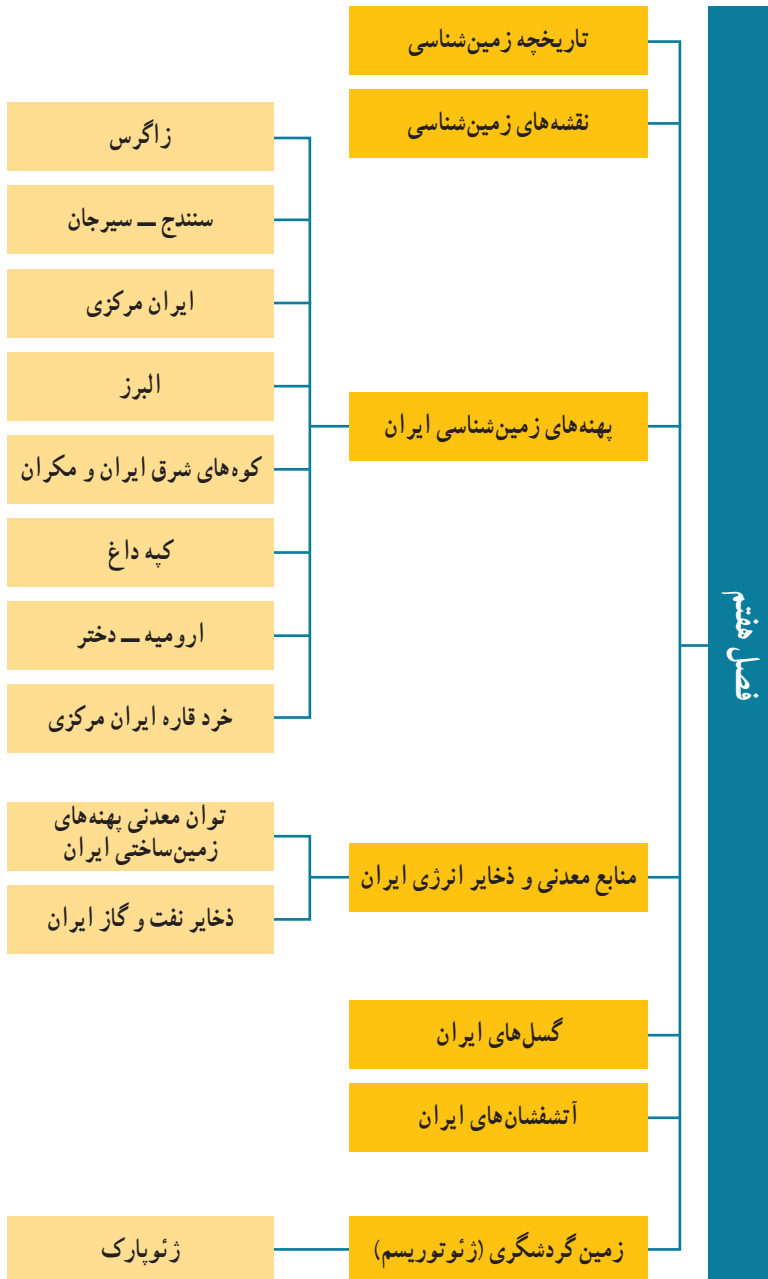 فصل هفتم
تاریخچه زمین‌شناسی
نقشه‌های زمین‌شناسی
پهنه‌های زمین‌شناسی ایران
زاگرس
سنندج ـ سیرجان
ایران مرکزی
البرز
کوه‌های شرق ایران و مکران
کپه داغ
ارومیه ـ دختر
خرد قاره ایران مرکزی
منابع معدنی و ذخایر انرژی ایران
توان معدنی پهنه‌های
زمین‌ساختی ایران
ذخایر نفت و گاز ایران
گسل‌های ایران
آتشفشان‌های ایران
زمین گردشگری (ژئوتوریسم)
ژئوپارک